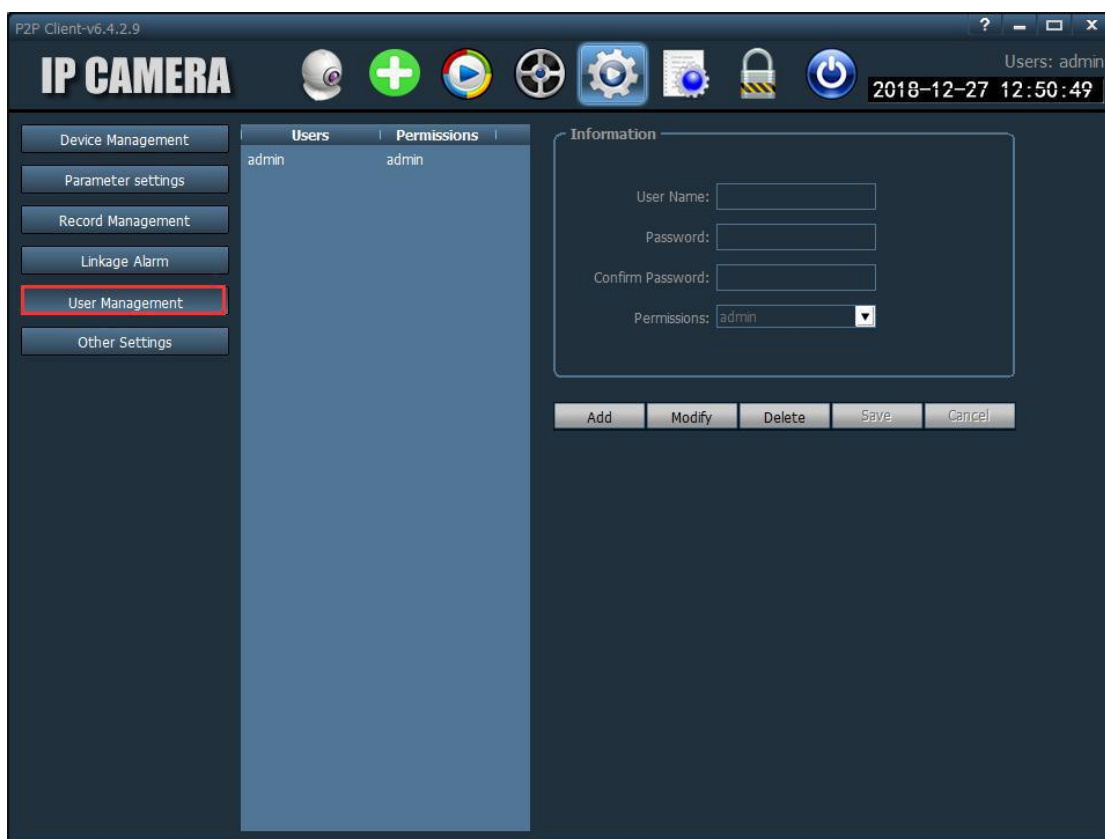 P2P Client-v6.4.2.9
IP CAMERA
Users: admin
2018-12-27 12:50:49
Device Management
Parameter settings
Record Management
Linkage Alarm
User Management
Other Settings
Users Permissions
admin admin
Information
User Name:
Password:
Confirm Password:
Permissions: admin
Add Modify Delete Save Cancel